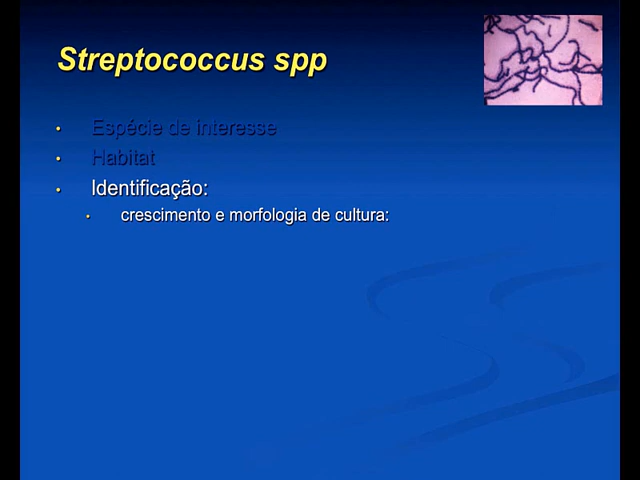 Streptococcus spp
• Espécie de interesse
• Habitat
• Identificação:
• crescimento e morfologia de cultura: